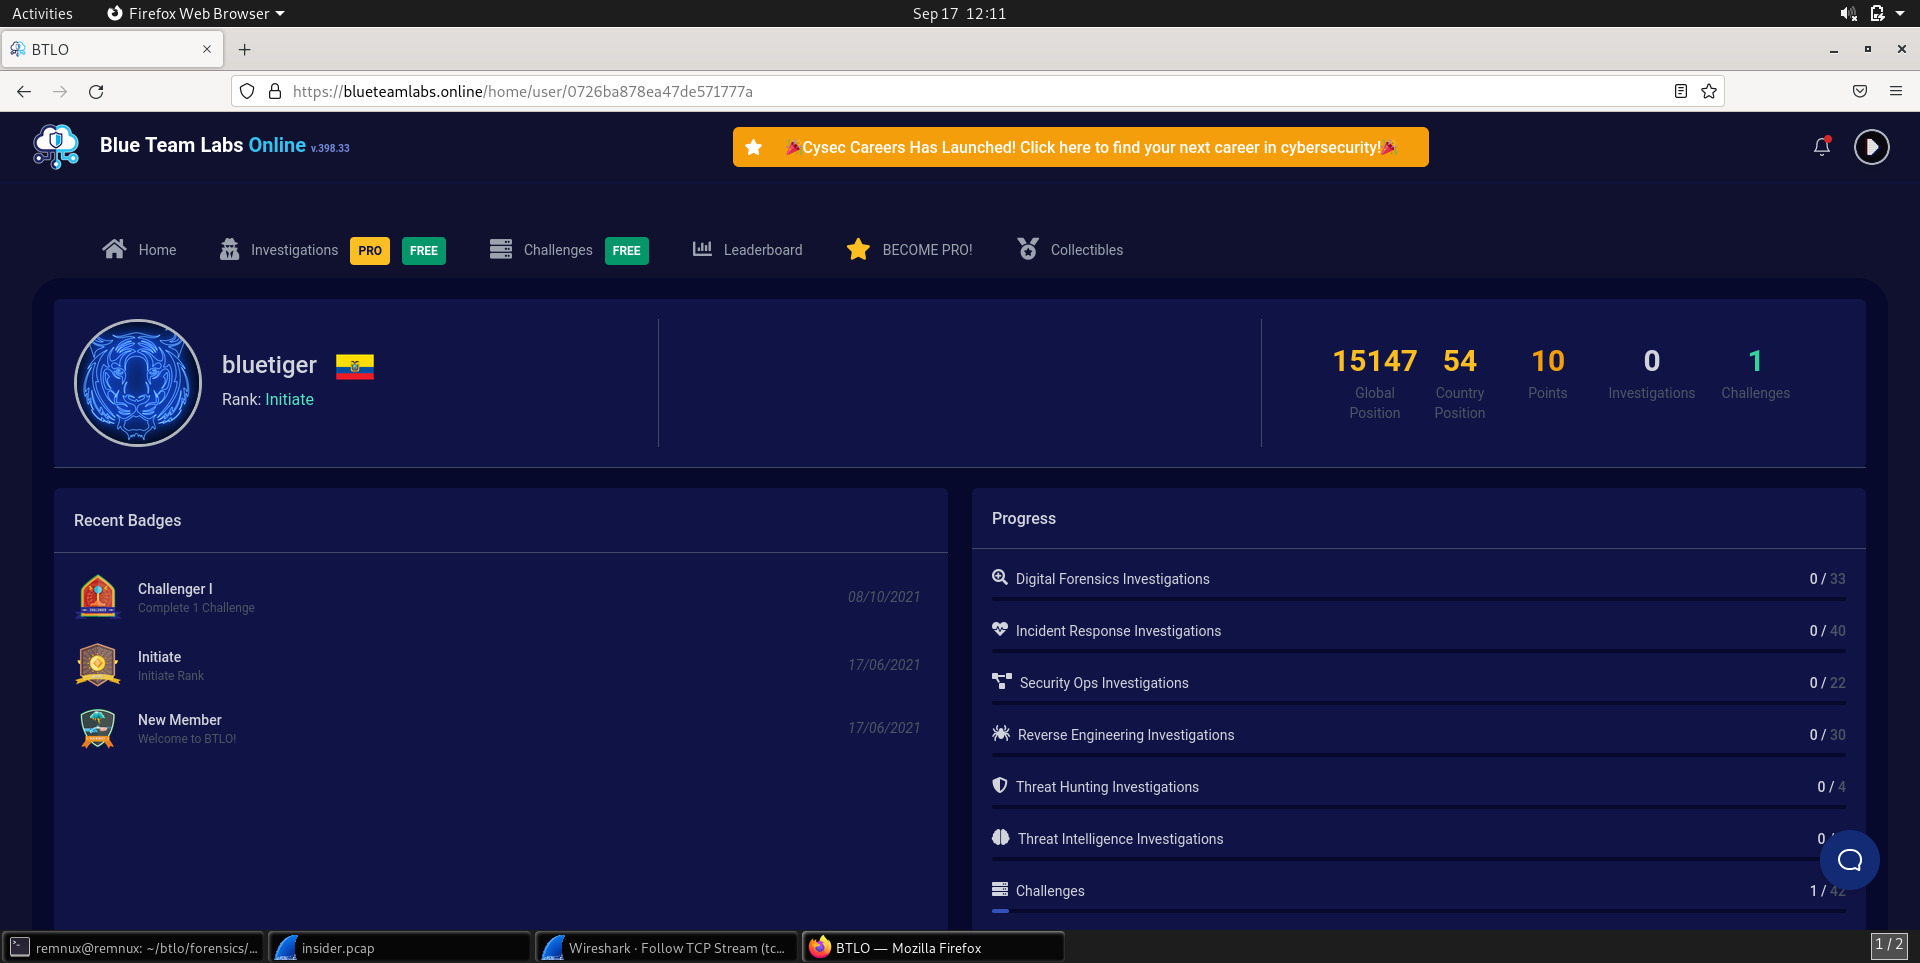 Activities Firefox Web Browser Sep 17 12:11
BTLO
https://blueteamlabs.online/home/user/0726ba878ea47de571777a
Blue Team Labs Online v.398.33
Cysec Careers Has Launched! Click here to find your next career in cybersecurity!
Home Investigations PRO FREE Challenges FREE Leaderboard BECOME PRO! Collectibles
bluetiger
Rank: Initiate
15147 54 10 0 1
Global Position Country Position Points Investigations Challenges
Recent Badges
Challenger I
Complete 1 Challenge
08/10/2021
Initiate
Initiate Rank
17/06/2021
New Member
Welcome to BTLO!
17/06/2021
Progress
Digital Forensics Investigations 0 / 33
Incident Response Investigations 0 / 40
Security Ops Investigations 0 / 22
Reverse Engineering Investigations 0 / 30
Threat Hunting Investigations 0 / 4
Threat Intelligence Investigations 0 /
Challenges 1 / 42
remnux@remnux: ~/btlo/forensics/... insider.pcap Wireshark · Follow TCP Stream (tc... BTLO — Mozilla Firefox 1 / 2